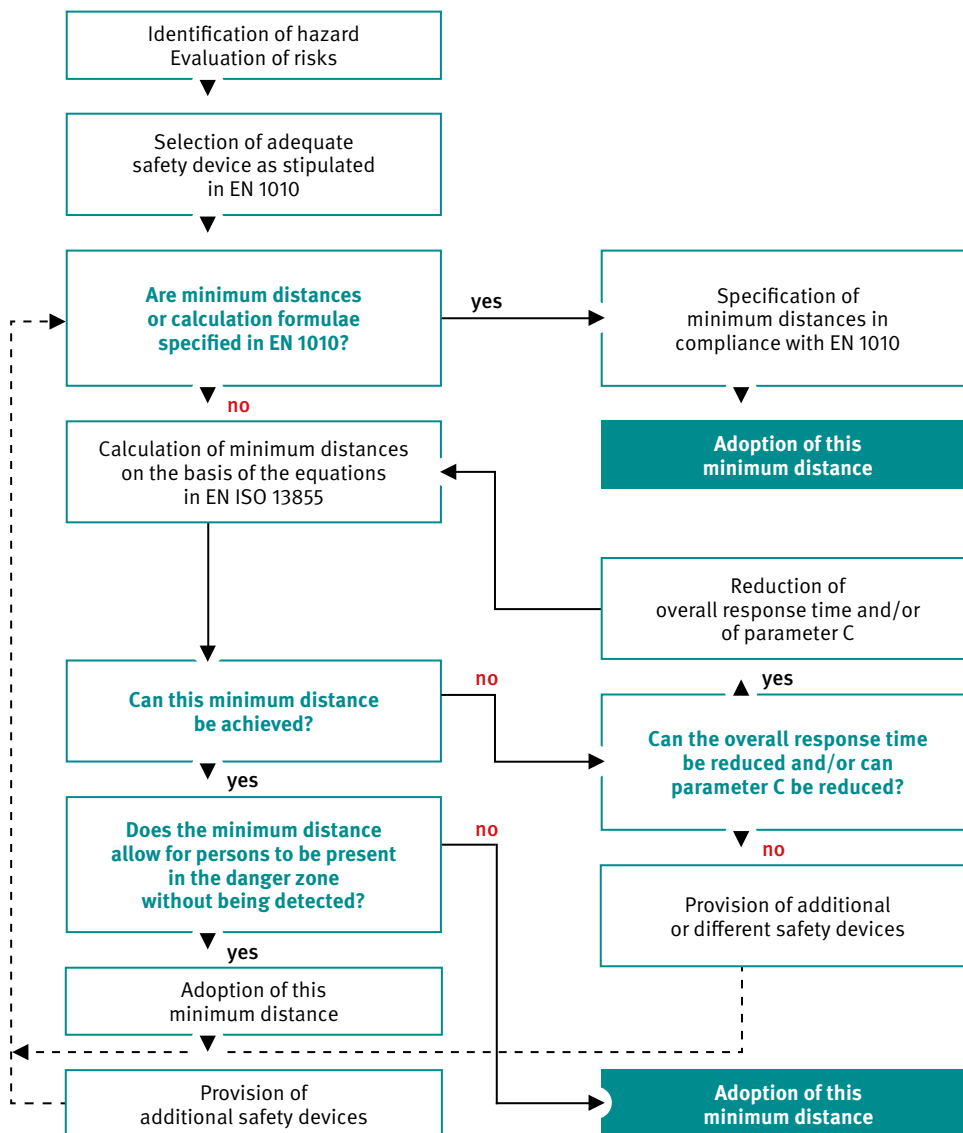 Identification of hazard
Evaluation of risks
Selection of adequate
safety device as stipulated
in EN 1010
Are minimum distances
or calculation formulae
specified in EN 1010?
yes
Specification of
minimum distances in
compliance with EN 1010
no
Adoption of this
minimum distance
Calculation of minimum distances
on the basis of the equations
in EN ISO 13855
Reduction of
overall response time and/or
of parameter C
yes
Can this minimum distance
be achieved?
no
Can the overall response time
be reduced and/or can
parameter C be reduced?
yes
no
Does the minimum distance
allow for persons to be present
in the danger zone
without being detected?
no
Provision of additional
or different safety devices
yes
Adoption of this
minimum distance
Provision of
additional safety devices
Adoption of this
minimum distance